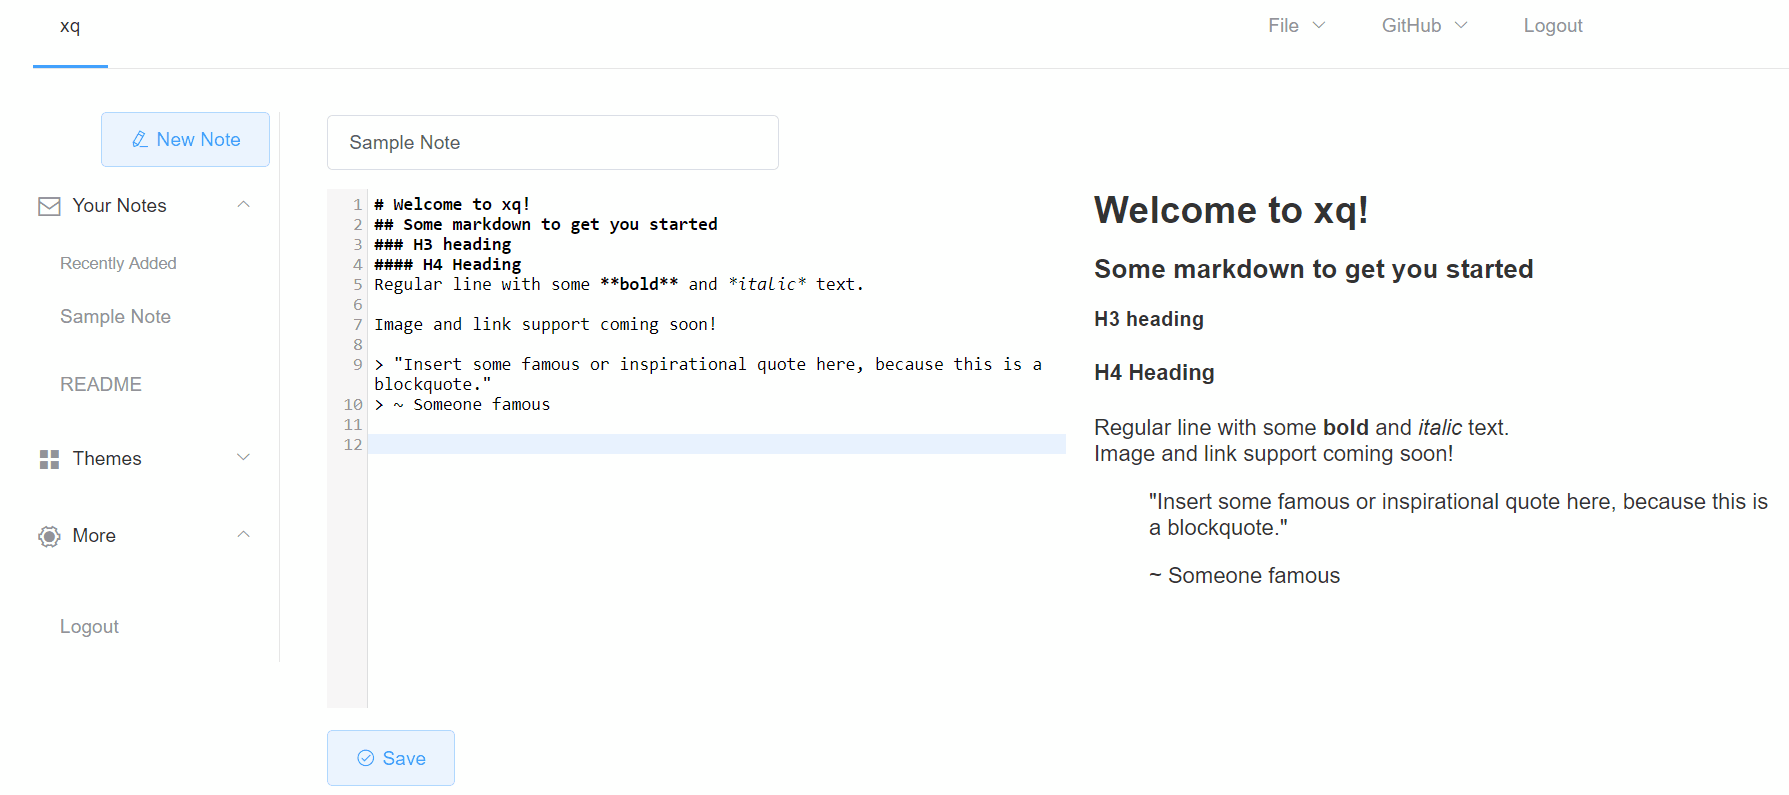 xq
File
GitHub
Logout
New Note
Your Notes
Recently Added
Sample Note
README
Themes
More
Logout
Sample Note
1 # Welcome to xq!
2 ## Some markdown to get you started
3 ### H3 heading
4 #### H4 Heading
5 Regular line with some **bold** and *italic* text.
6
7 Image and link support coming soon!
8
9 > "Insert some famous or inspirational quote here, because this is a
blockquote."
10 > ~ Someone famous
11
12
Save
Welcome to xq!
Some markdown to get you started
H3 heading
H4 Heading
Regular line with some bold and italic text.
Image and link support coming soon!
"Insert some famous or inspirational quote here, because this is
a blockquote."
~ Someone famous